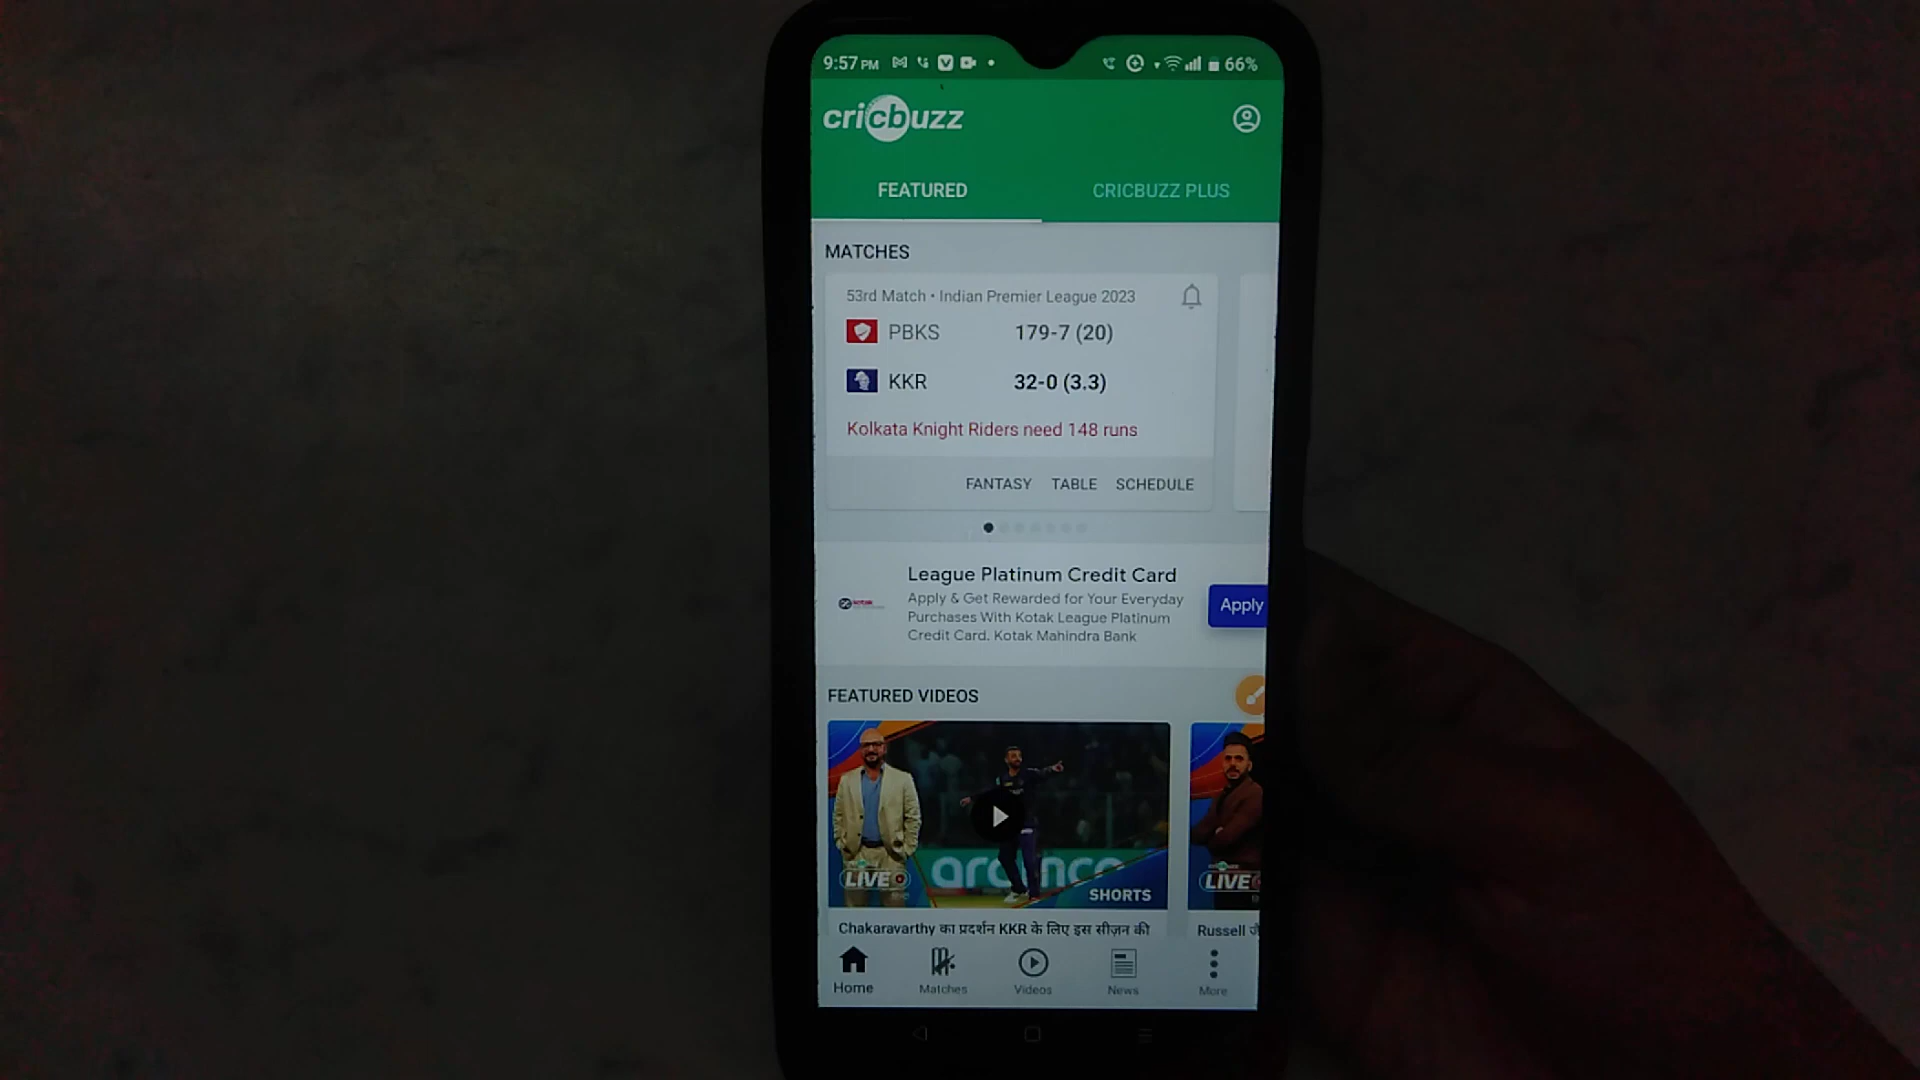 9:57 PM 66%
cricbuzz
FEATURED CRICBUZZ PLUS
MATCHES
53rd Match • Indian Premier League 2023
PBKS 179-7 (20)
KKR 32-0 (3.3)
Kolkata Knight Riders need 148 runs
FANTASY TABLE SCHEDULE
League Platinum Credit Card
Apply & Get Rewarded for Your Everyday
Purchases With Kotak League Platinum
Credit Card. Kotak Mahindra Bank
Apply
kotak
FEATURED VIDEOS
aramco
LIVE SHORTS
LIVE
Chakaravarthy का प्रदर्शन KKR के लिए इस सीज़न की
Russell
Home Matches Videos News More